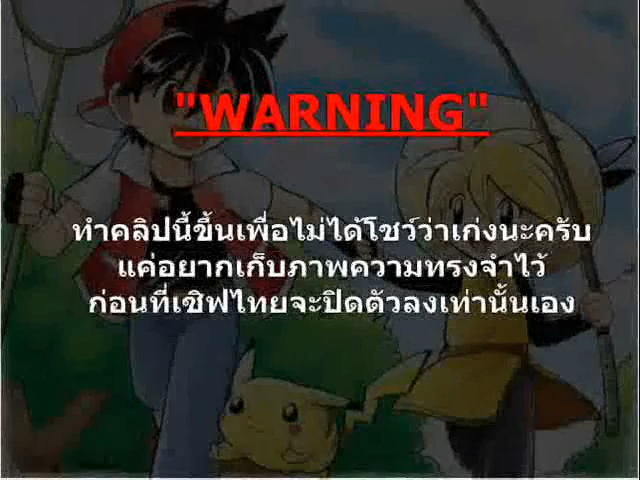 "WARNING"
ทำคลิปนี้ขึ้นเพื่อไม่ได้โชว์ว่าเก่งนะครับ
แค่อยากเก็บภาพความทรงจำไว้
ก่อนที่เซิฟไทยจะปิดตัวลงเท่านั้นเอง